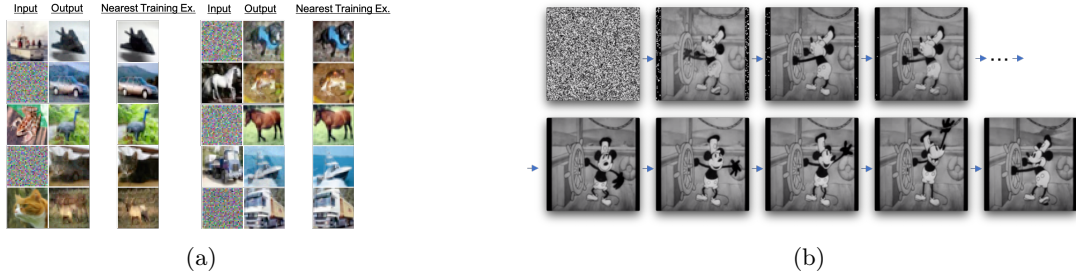 Input Output Nearest Training Ex. Input Output Nearest Training Ex.
...
(a) (b)